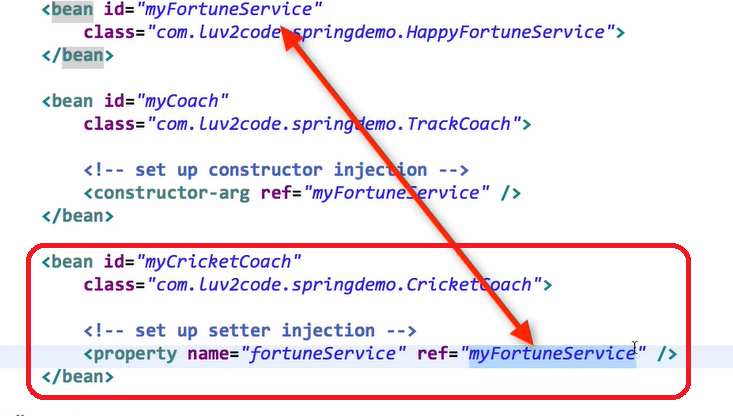 <bean id="myFortuneService"
class="com.luv2code.springdemo.HappyFortuneService">
</bean>
<bean id="myCoach"
class="com.luv2code.springdemo.TrackCoach">
<!-- set up constructor injection -->
<constructor-arg ref="myFortuneService" />
</bean>
<bean id="myCricketCoach"
class="com.luv2code.springdemo.CricketCoach">
<!-- set up setter injection -->
<property name="fortuneService" ref="myFortuneService" />
</bean>